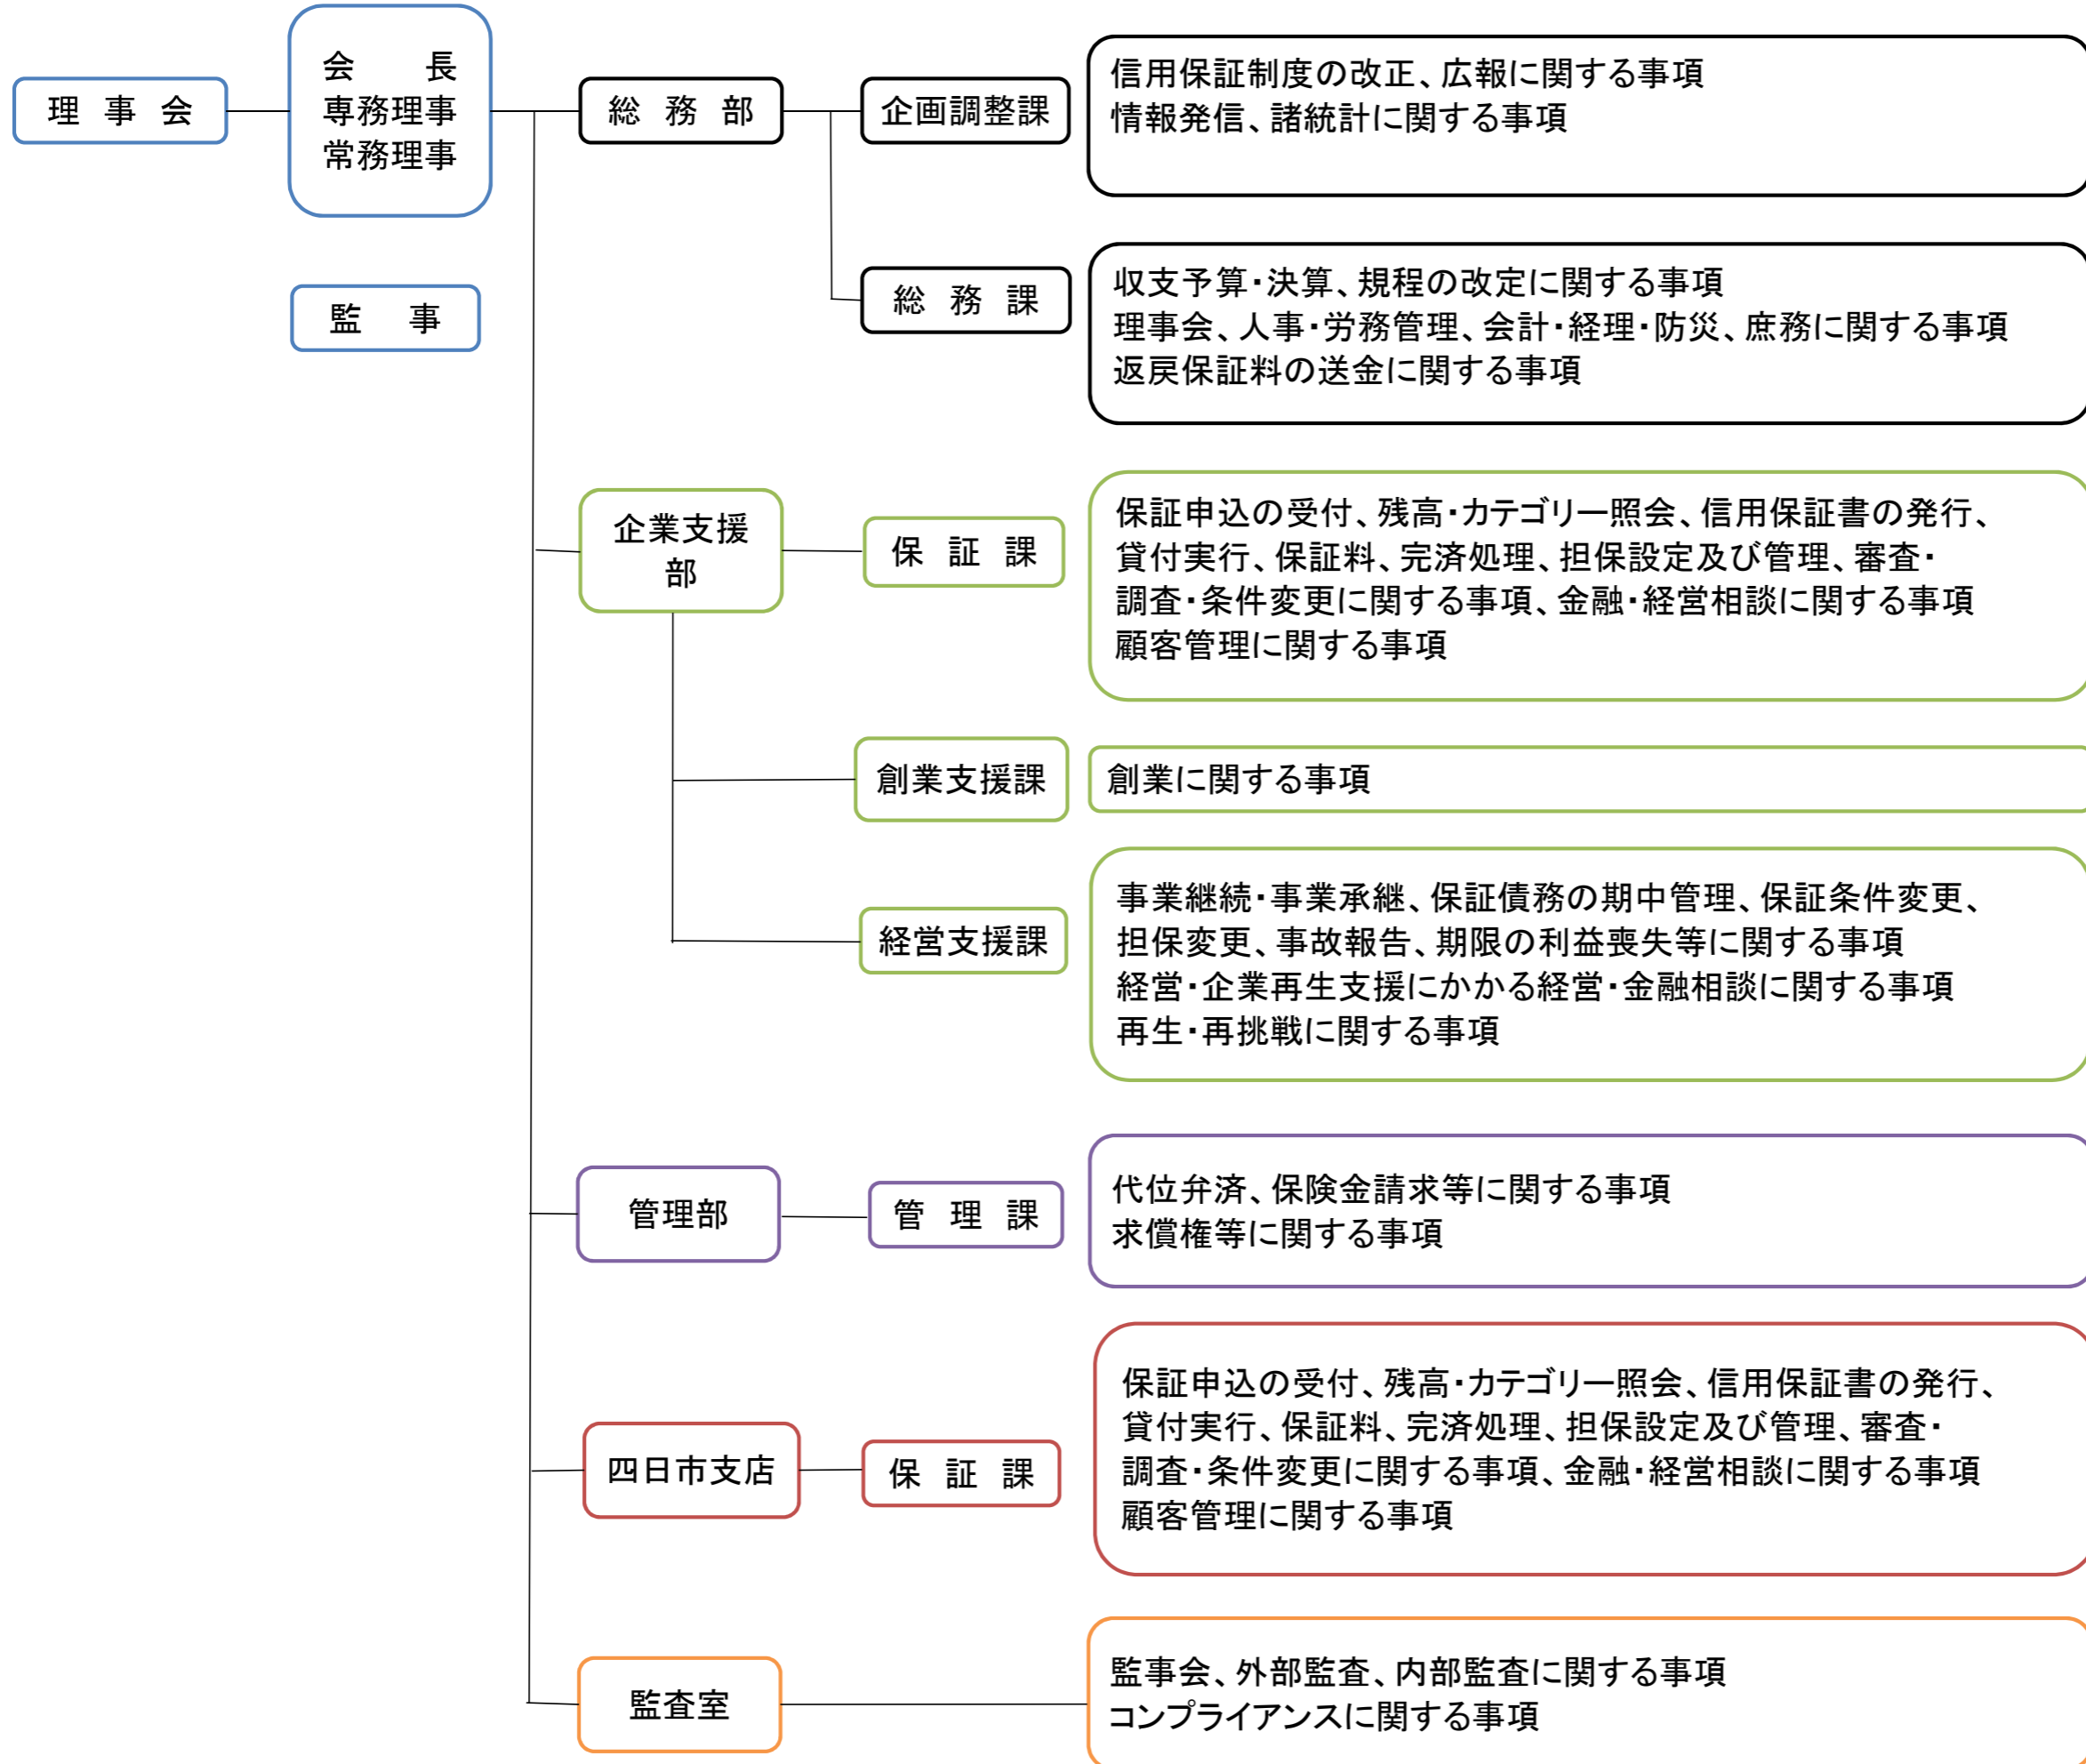 理 事 会
会 長
専務理事
常務理事
監 事
総 務 部
企画調整課
信用保証制度の改正、広報に関する事項
情報発信、諸統計に関する事項
総 務 課
収支予算・決算、規程の改定に関する事項
理事会、人事・労務管理、会計・経理・防災、庶務に関する事項
返戻保証料の送金に関する事項
企業支援
部
保 証 課
保証申込の受付、残高・カテゴリー照会、信用保証書の発行、
貸付実行、保証料、完済処理、担保設定及び管理、審査・
調査・条件変更に関する事項、金融・経営相談に関する事項
顧客管理に関する事項
創業支援課
創業に関する事項
経営支援課
事業継続・事業承継、保証債務の期中管理、保証条件変更、
担保変更、事故報告、期限の利益喪失等に関する事項
経営・企業再生支援にかかる経営・金融相談に関する事項
再生・再挑戦に関する事項
管理部
管 理 課
代位弁済、保険金請求等に関する事項
求償権等に関する事項
四日市支店
保 証 課
保証申込の受付、残高・カテゴリー照会、信用保証書の発行、
貸付実行、保証料、完済処理、担保設定及び管理、審査・
調査・条件変更に関する事項、金融・経営相談に関する事項
顧客管理に関する事項
監査室
監事会、外部監査、内部監査に関する事項
コンプライアンスに関する事項